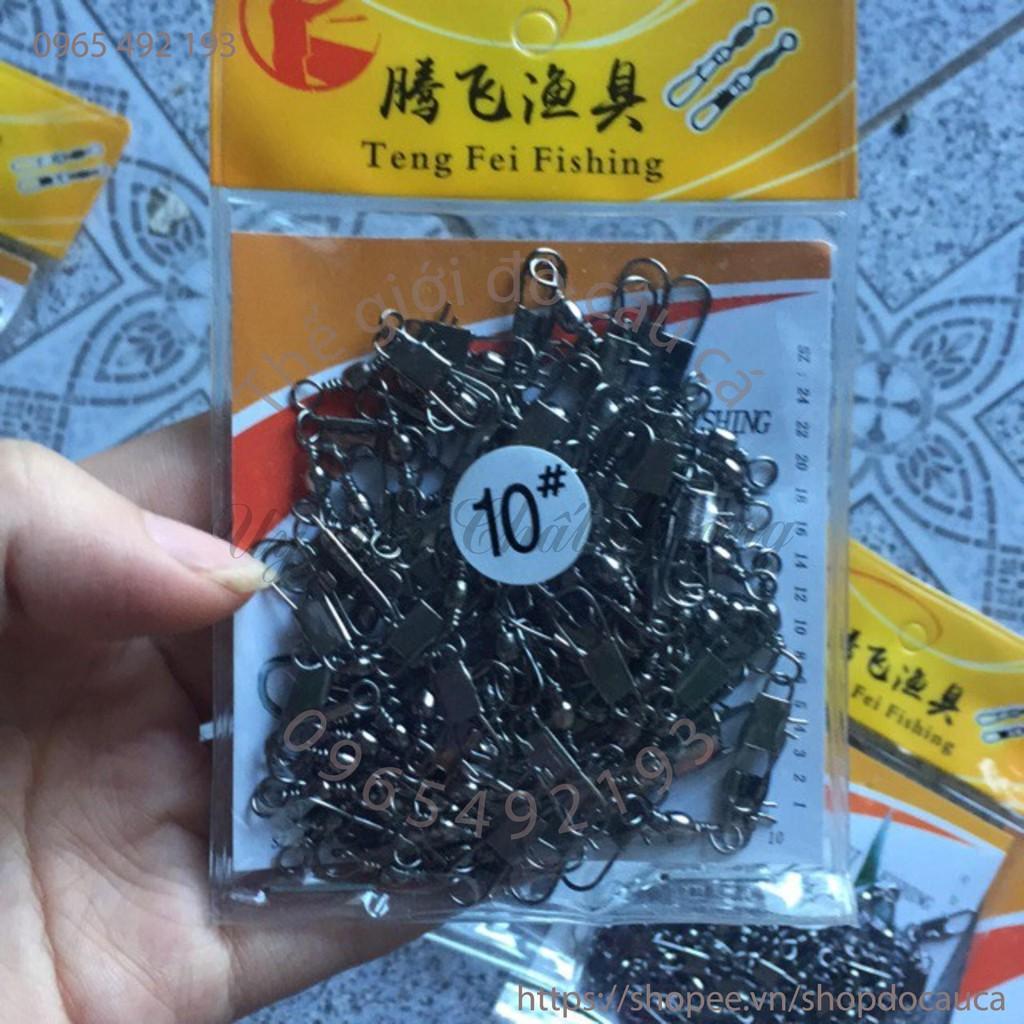 0965 492 193
腾飞渔具
Teng Fei Fishing
Thế giới đồ câu cá
SHING
SZ: 24 22 20 18 16 14 12 10 8
3 2 1
10#
0965492193
10
腾飞渔具
Fei Fishing
https://shopee.vn/shopdocauca